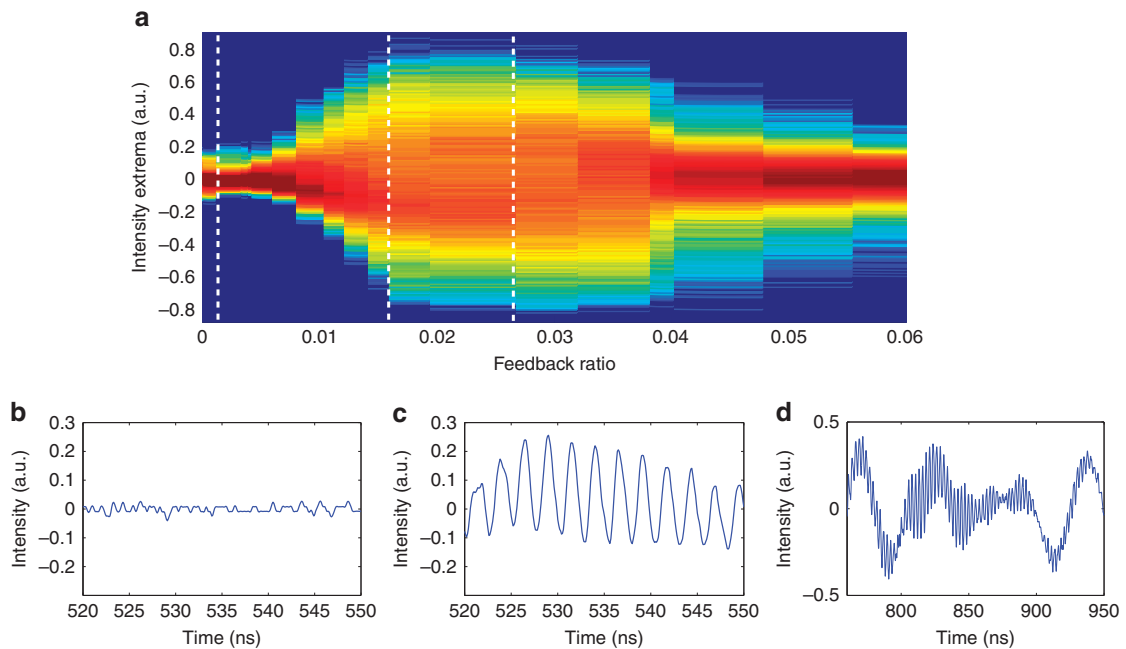 a
Intensity extrema (a.u.)
0.8
0.6
0.4
0.2
0
−0.2
−0.4
−0.6
−0.8
0 0.01 0.02 0.03 0.04 0.05 0.06
Feedback ratio
b
Intensity (a.u.)
0.3
0.2
0.1
0
−0.1
−0.2
520 525 530 535 540 545 550
Time (ns)
c
Intensity (a.u.)
0.3
0.2
0.1
0
−0.1
−0.2
520 525 530 535 540 545 550
Time (ns)
d
Intensity (a.u.)
0.5
0
−0.5
800 850 900 950
Time (ns)